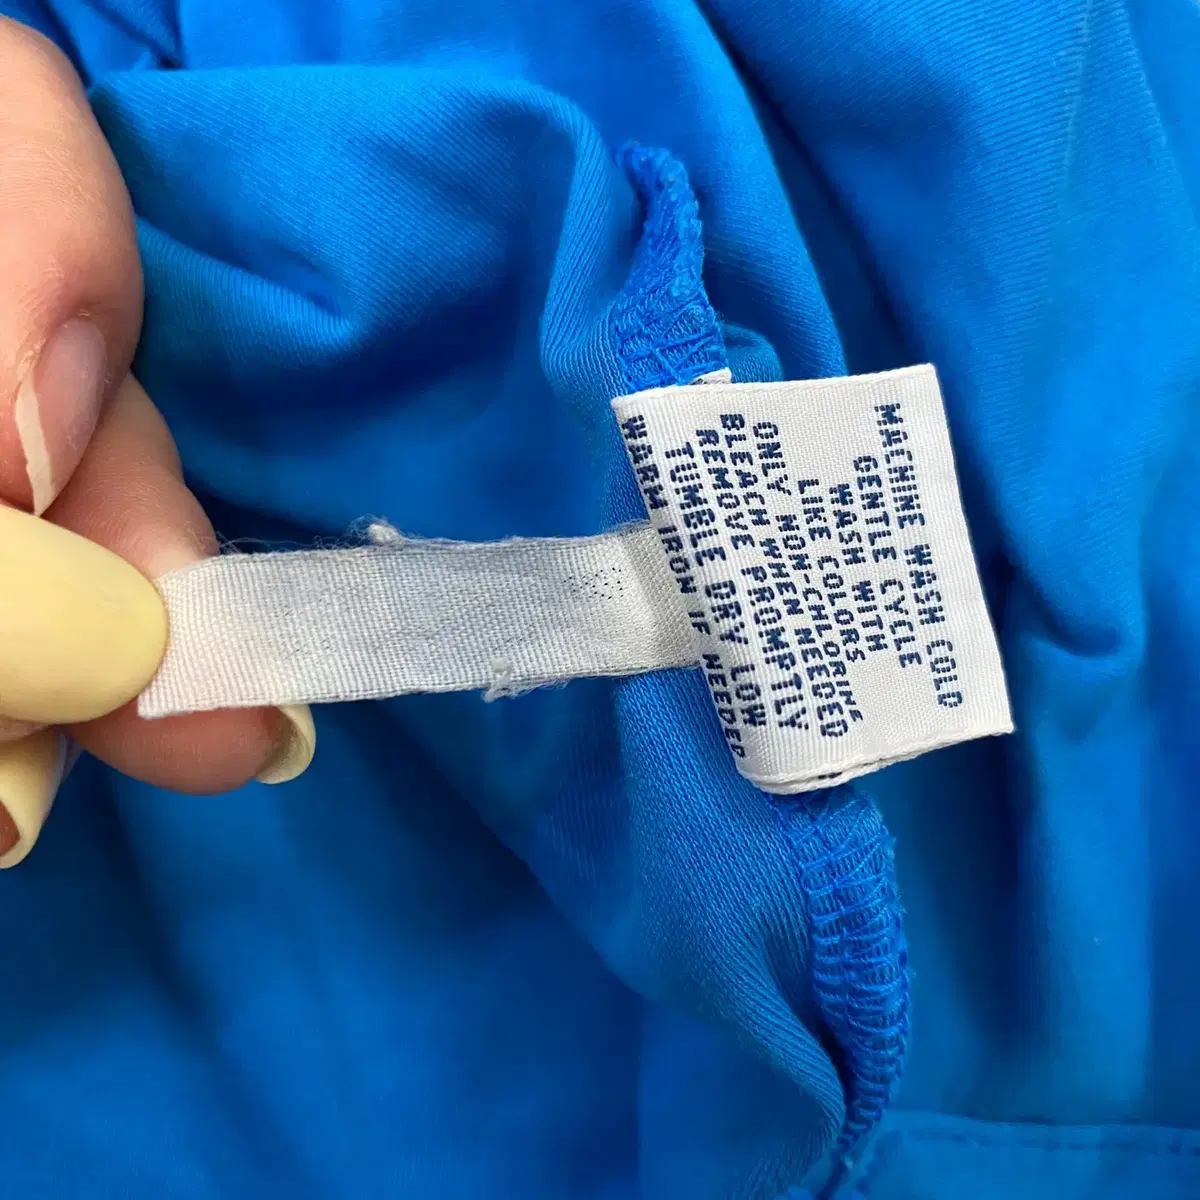 MACHINE WASH COLD
GENTLE CYCLE
WASH WITH
LIKE COLORS
ONLY NON-CHLORINE
BLEACH WHEN NEEDED
REMOVE PROMPTLY
TUMBLE DRY LOW
WARM IRON IF NEEDED